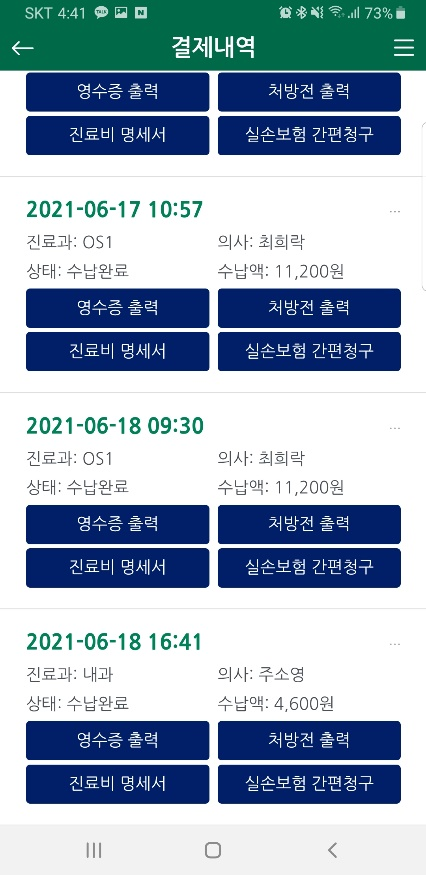 SKT 4:41 TALK N 73%
결제내역
영수증 출력 처방전 출력
진료비 명세서 실손보험 간편청구
2021-06-17 10:57 ...
진료과: OS1 의사: 최희락
상태: 수납완료 수납액: 11,200원
영수증 출력 처방전 출력
진료비 명세서 실손보험 간편청구
2021-06-18 09:30 ...
진료과: OS1 의사: 최희락
상태: 수납완료 수납액: 11,200원
영수증 출력 처방전 출력
진료비 명세서 실손보험 간편청구
2021-06-18 16:41 ...
진료과: 내과 의사: 주소영
상태: 수납완료 수납액: 4,600원
영수증 출력 처방전 출력
진료비 명세서 실손보험 간편청구